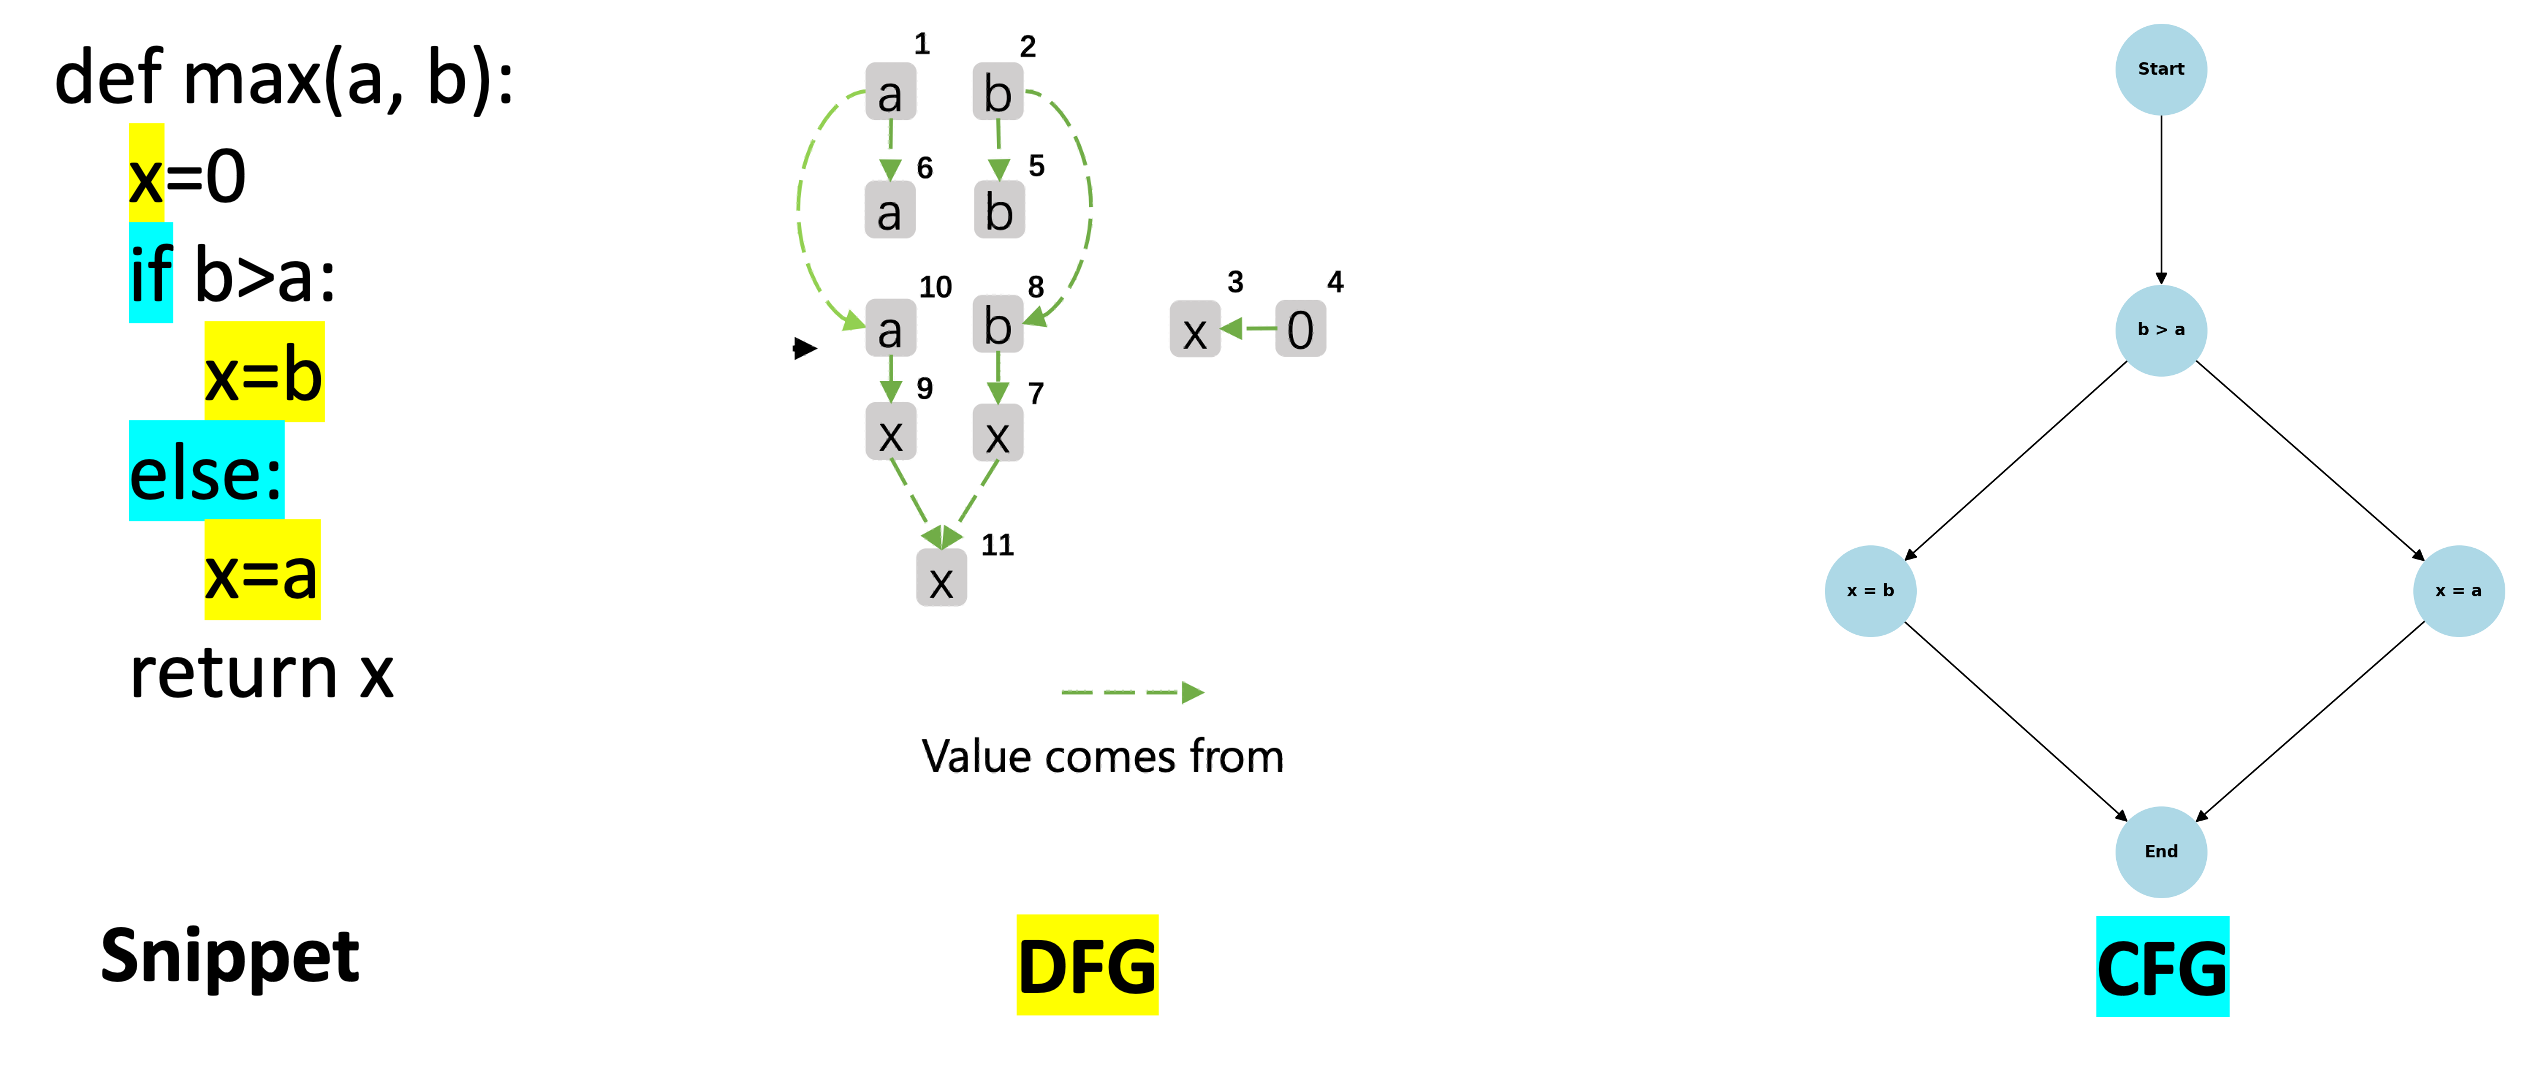 def max(a, b):
x=0
if b>a:
x=b
else:
x=a
return x
Snippet
1 2
a b
6 5
a b
10 8 3 4
a b x 0
9 7
x x
11
x
Value comes from
DFG
Start
b > a
x = b x = a
End
CFG